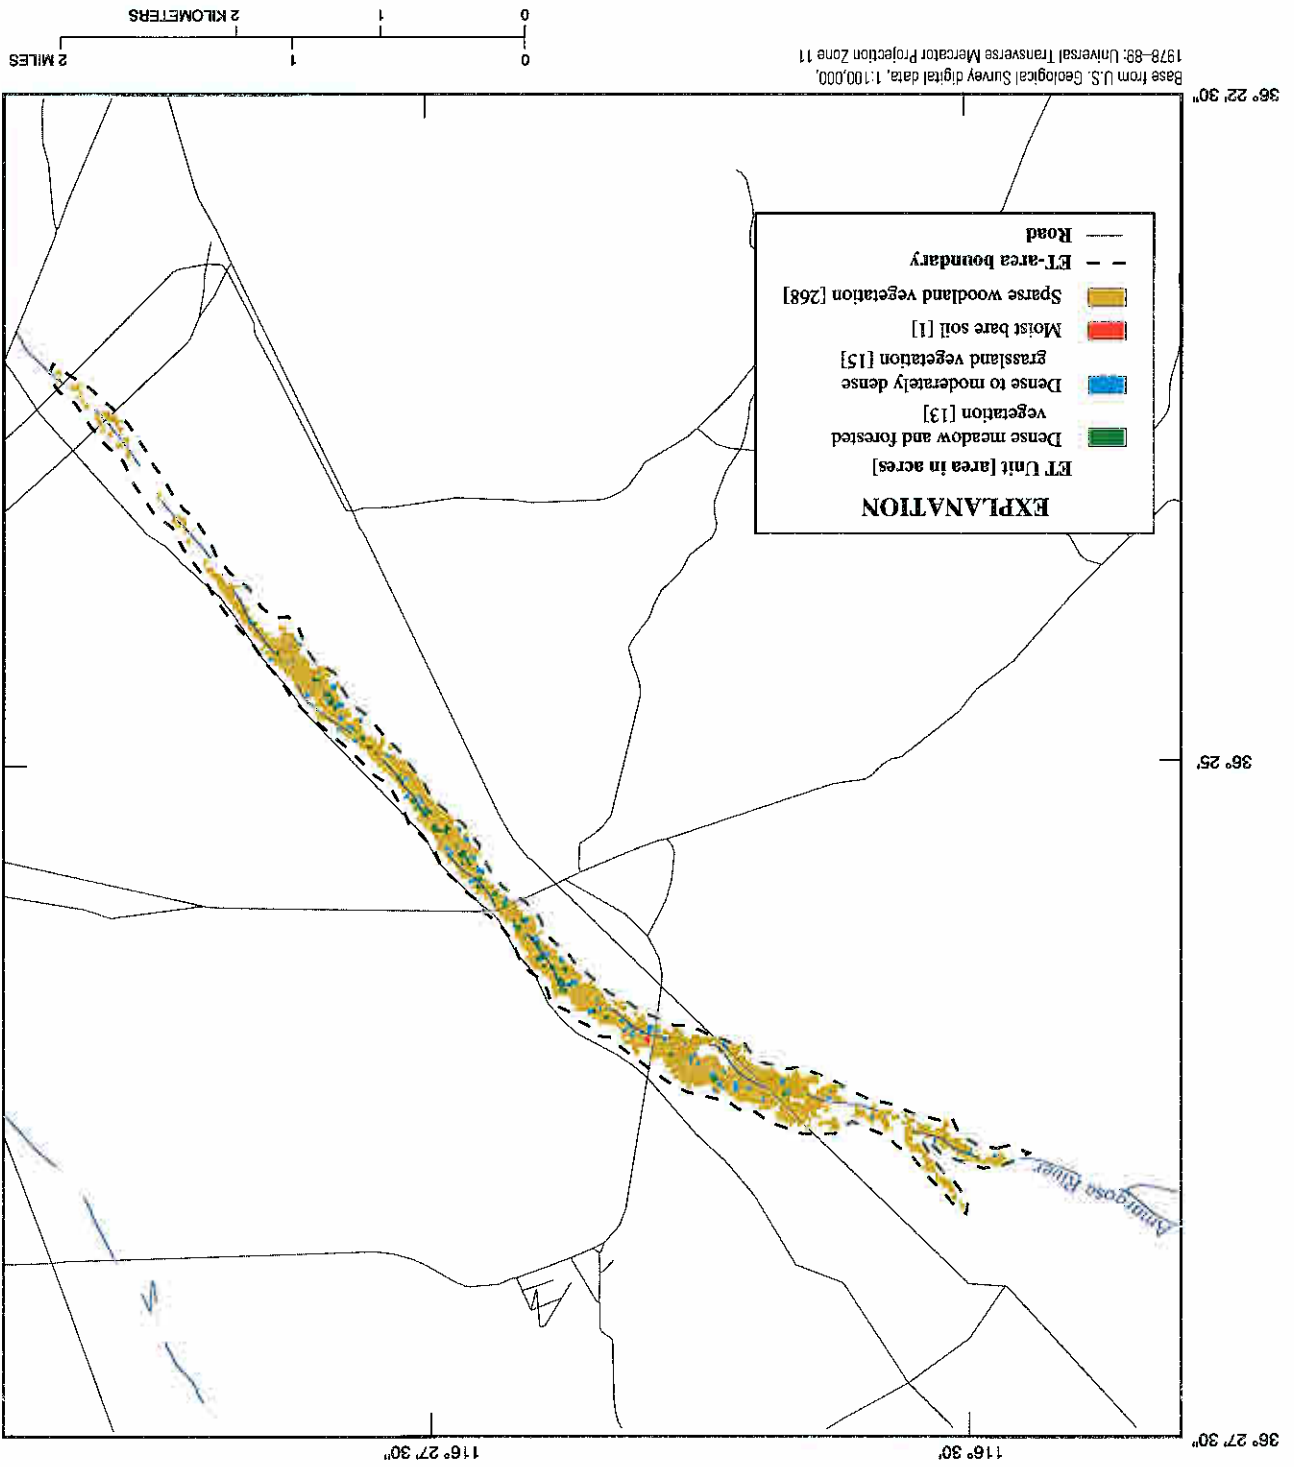 36° 27' 30"
116° 30'
116° 27' 30"
Amargosa River
36° 25'
EXPLANATION
ET Unit [area in acres]
Dense meadow and forested
vegetation [13]
Dense to moderately dense
grassland vegetation [15]
Moist bare soil [1]
Sparse woodland vegetation [268]
ET-area boundary
Road
36° 22' 30"
Base from U.S. Geological Survey digital data, 1:100,000,
1978–89: Universal Transverse Mercator Projection Zone 11
0 1 2 MILES
0 1 2 KILOMETERS